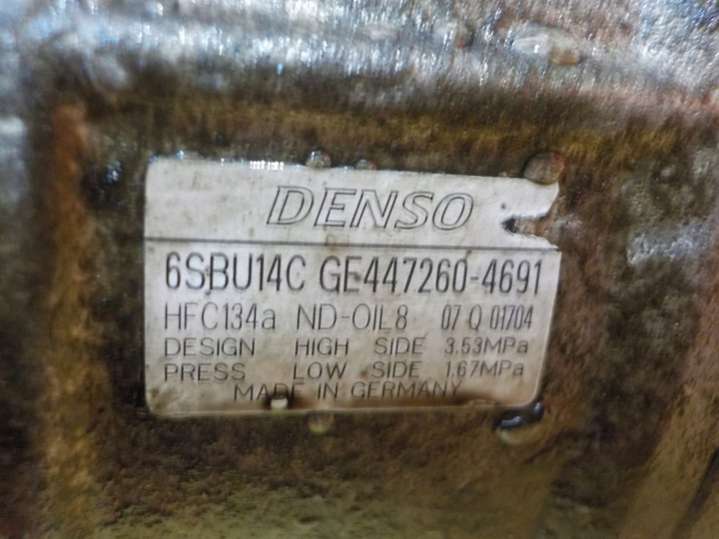 DENSO
6SBU14C GE447260-4691
HFC134a ND-OIL8 07 Q 01704
DESIGN HIGH SIDE 3.53MPa
PRESS LOW SIDE 1.67MPa
MADE IN GERMANY